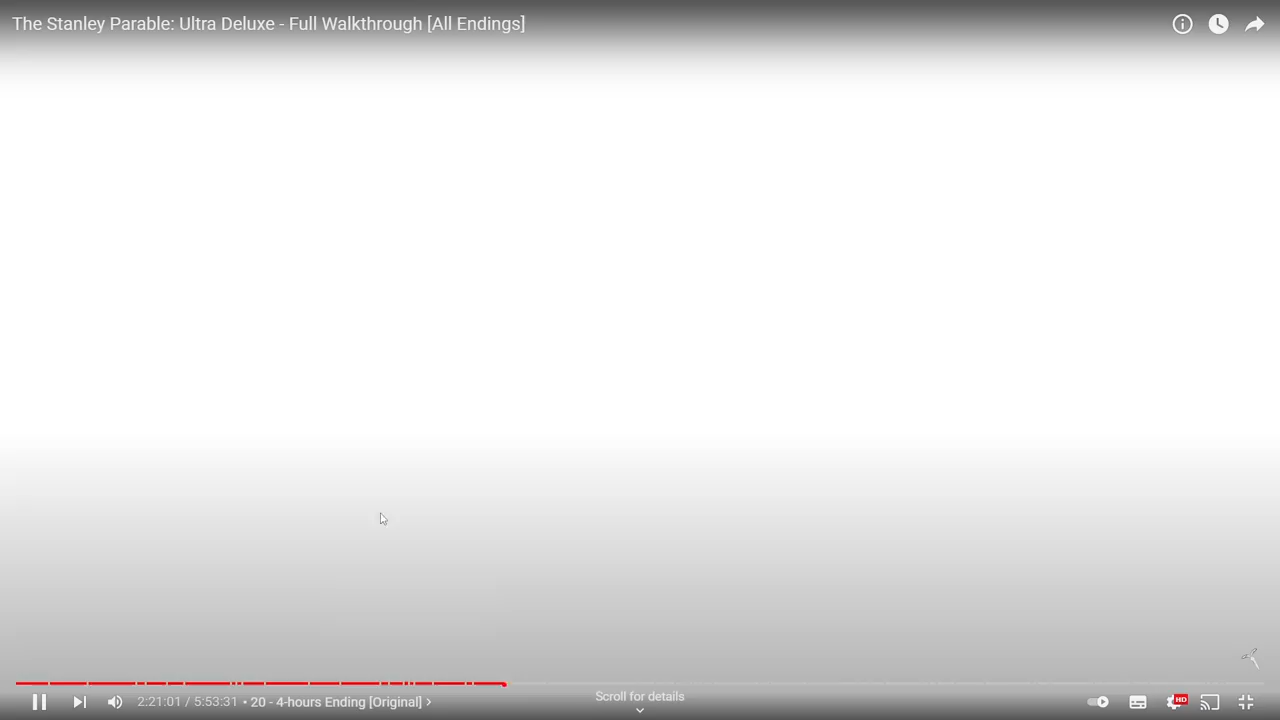 The Stanley Parable: Ultra Deluxe - Full Walkthrough [All Endings]
Scroll for details
2:21:01 / 5:53:31 • 20 - 4-hours Ending [Original]
HD